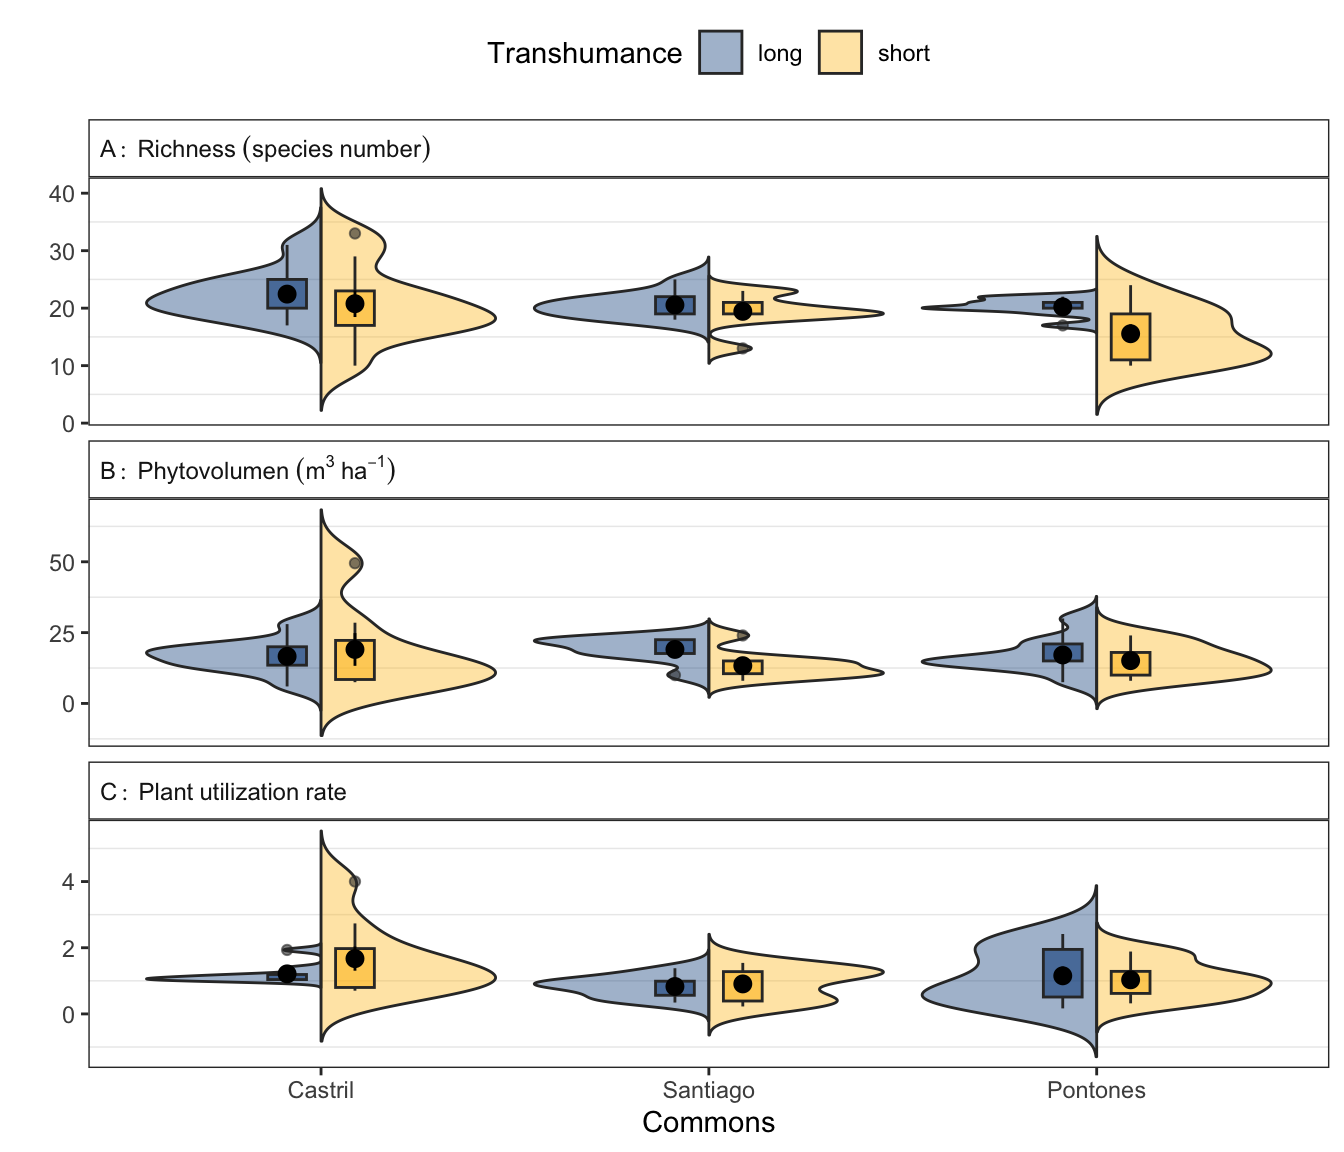 Transhumance long short
A: Richness (species number)
40
30
20
10
0
B: Phytovolumen (m³ ha⁻¹)
50
25
0
C: Plant utilization rate
4
2
0
Castril Santiago Pontones
Commons